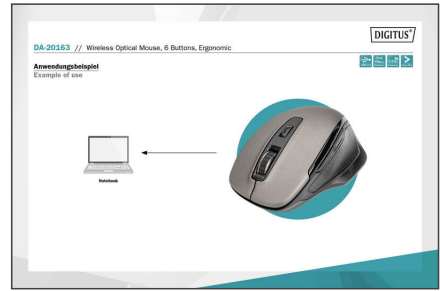 DIGITUS®
DA-20163 // Wireless Optical Mouse, 6 Buttons, Ergonomic
Anwendungsbeispiel
Example of use
Notebook